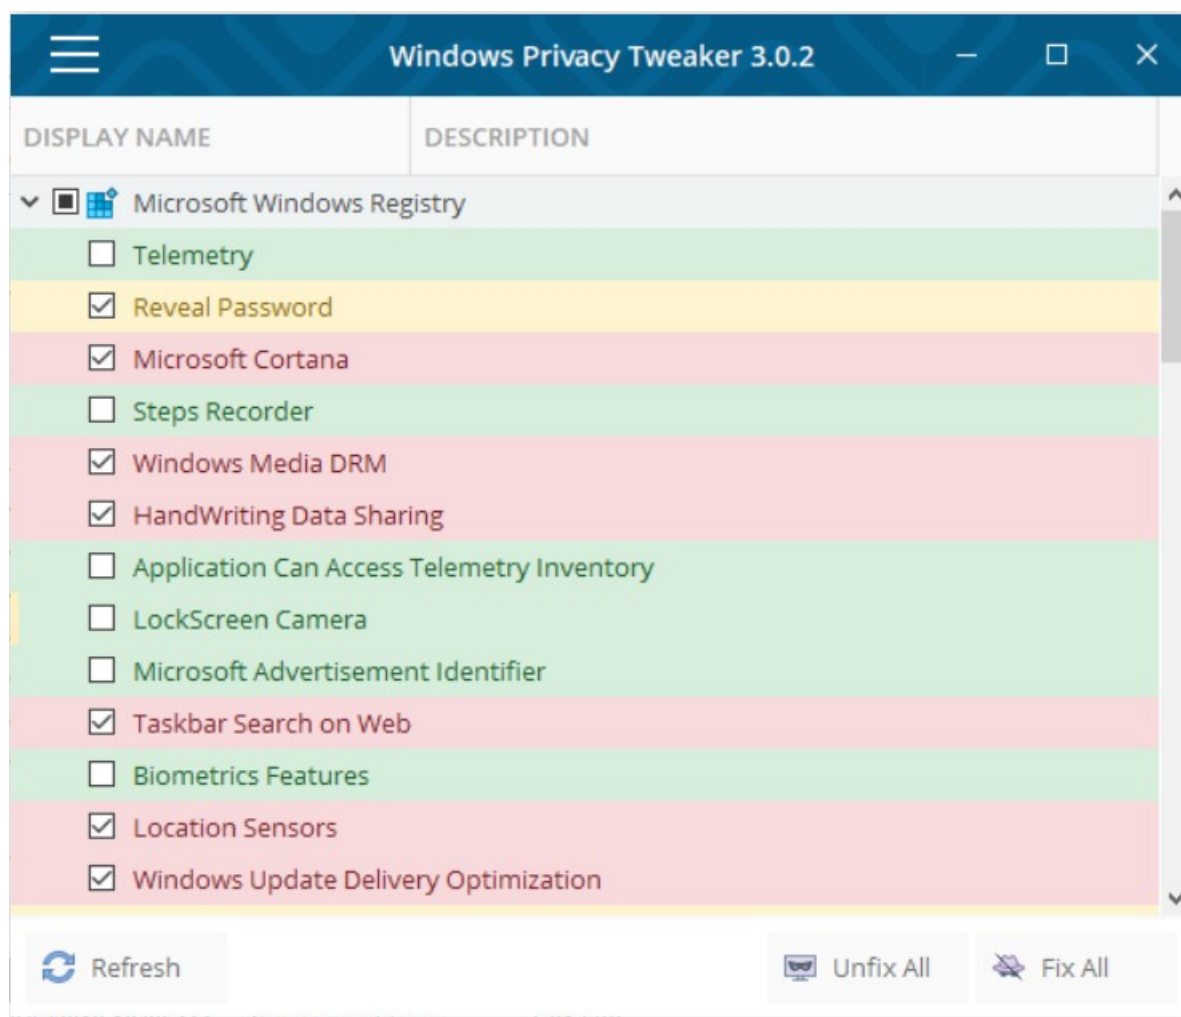 Windows Privacy Tweaker 3.0.2
DISPLAY NAME DESCRIPTION
Microsoft Windows Registry
Telemetry
Reveal Password
Microsoft Cortana
Steps Recorder
Windows Media DRM
HandWriting Data Sharing
Application Can Access Telemetry Inventory
LockScreen Camera
Microsoft Advertisement Identifier
Taskbar Search on Web
Biometrics Features
Location Sensors
Windows Update Delivery Optimization
Refresh Unfix All Fix All